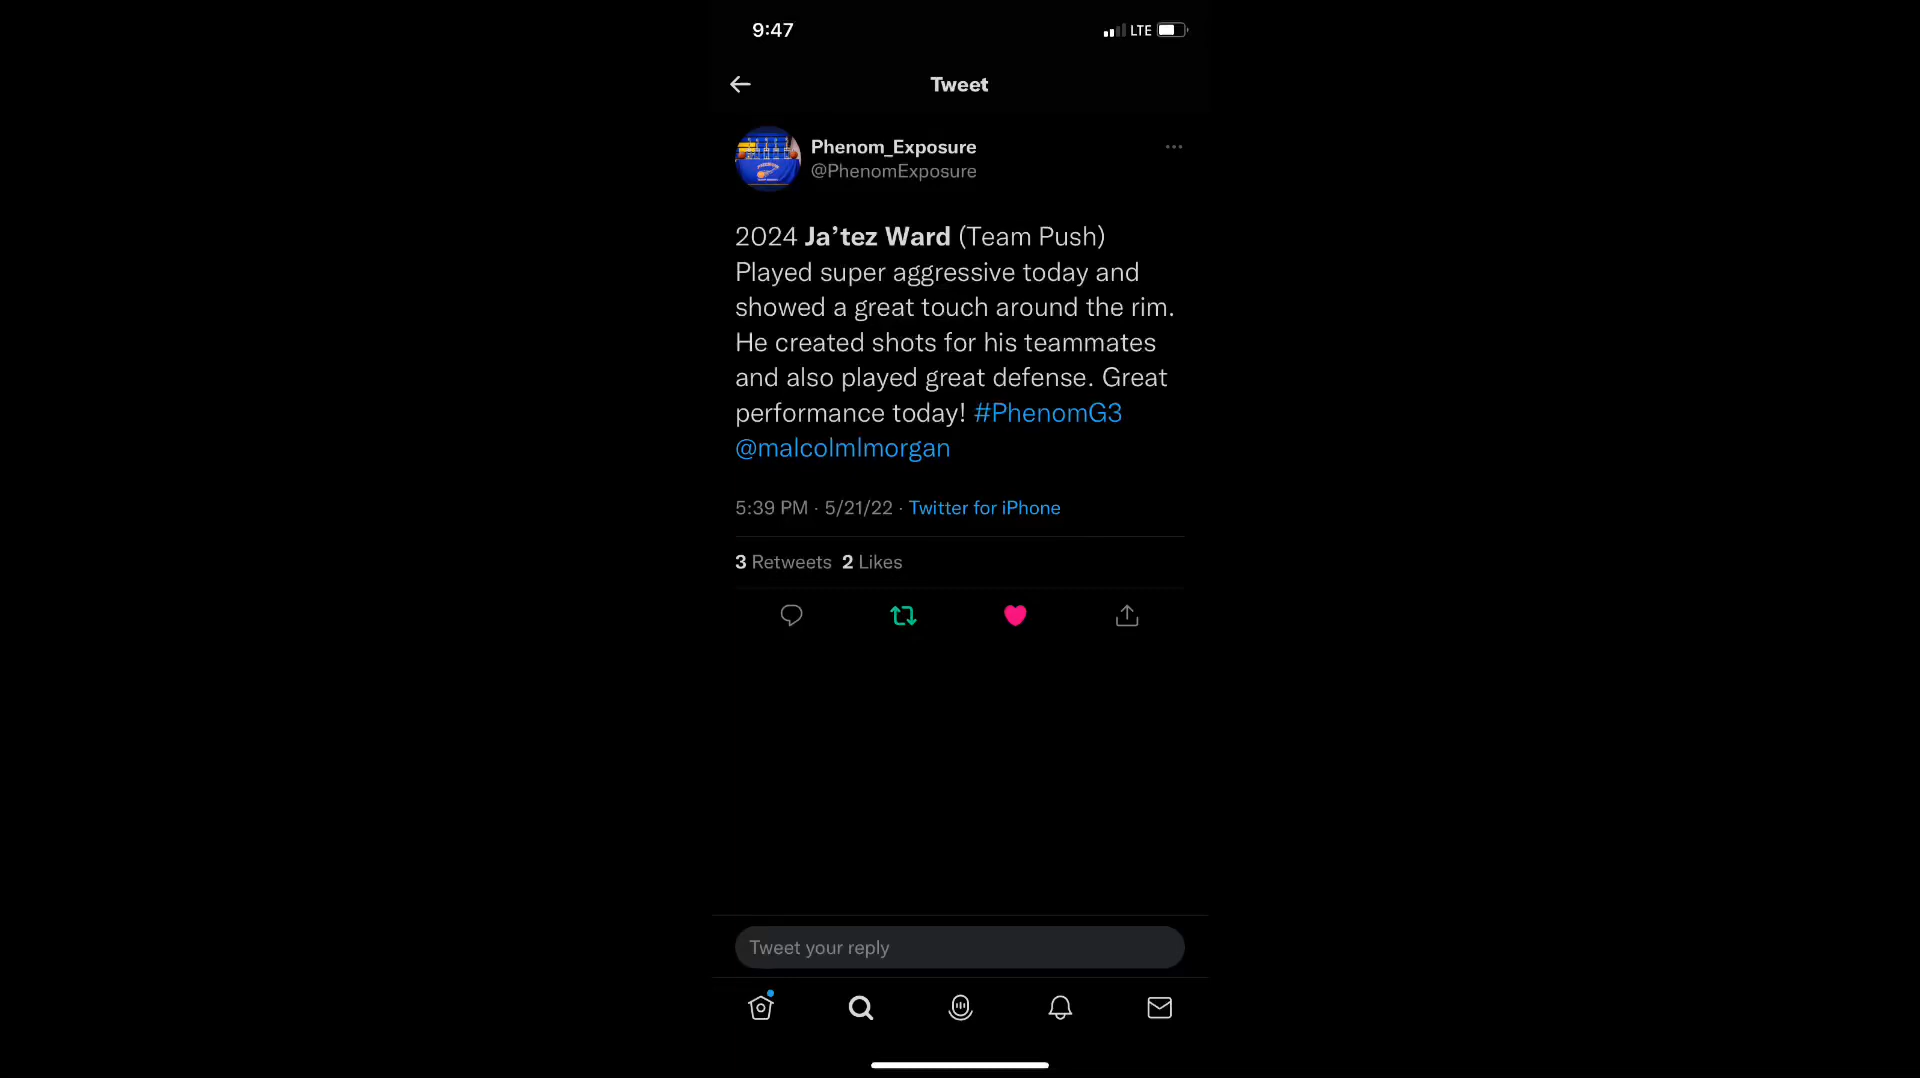 9:47
LTE
Tweet
Phenom_Exposure
@PhenomExposure
2024 Ja’tez Ward (Team Push)
Played super aggressive today and
showed a great touch around the rim.
He created shots for his teammates
and also played great defense. Great
performance today! #PhenomG3
@malcolmlmorgan
5:39 PM · 5/21/22 · Twitter for iPhone
3 Retweets 2 Likes
Tweet your reply